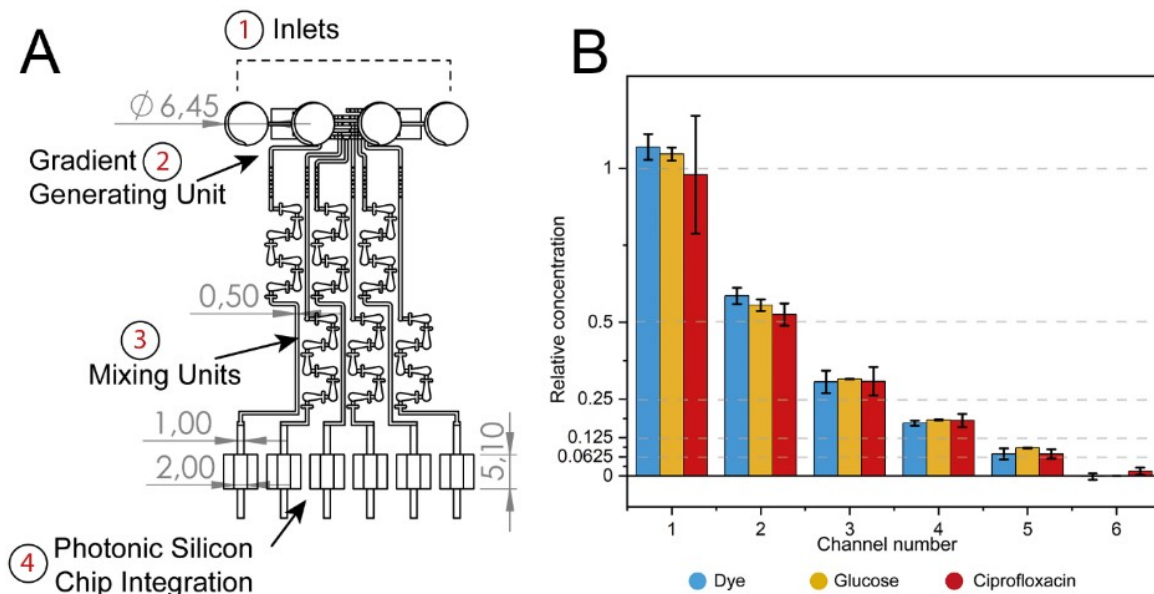 A
1 Inlets
Ø 6,45
Gradient 2
Generating Unit
0,50
3
Mixing Units
1,00
2,00
5,10
4 Photonic Silicon
Chip Integration
B
Relative concentration
1
0.5
0.25
0.125
0.0625
0
1 2 3 4 5 6
Channel number
Dye Glucose Ciprofloxacin